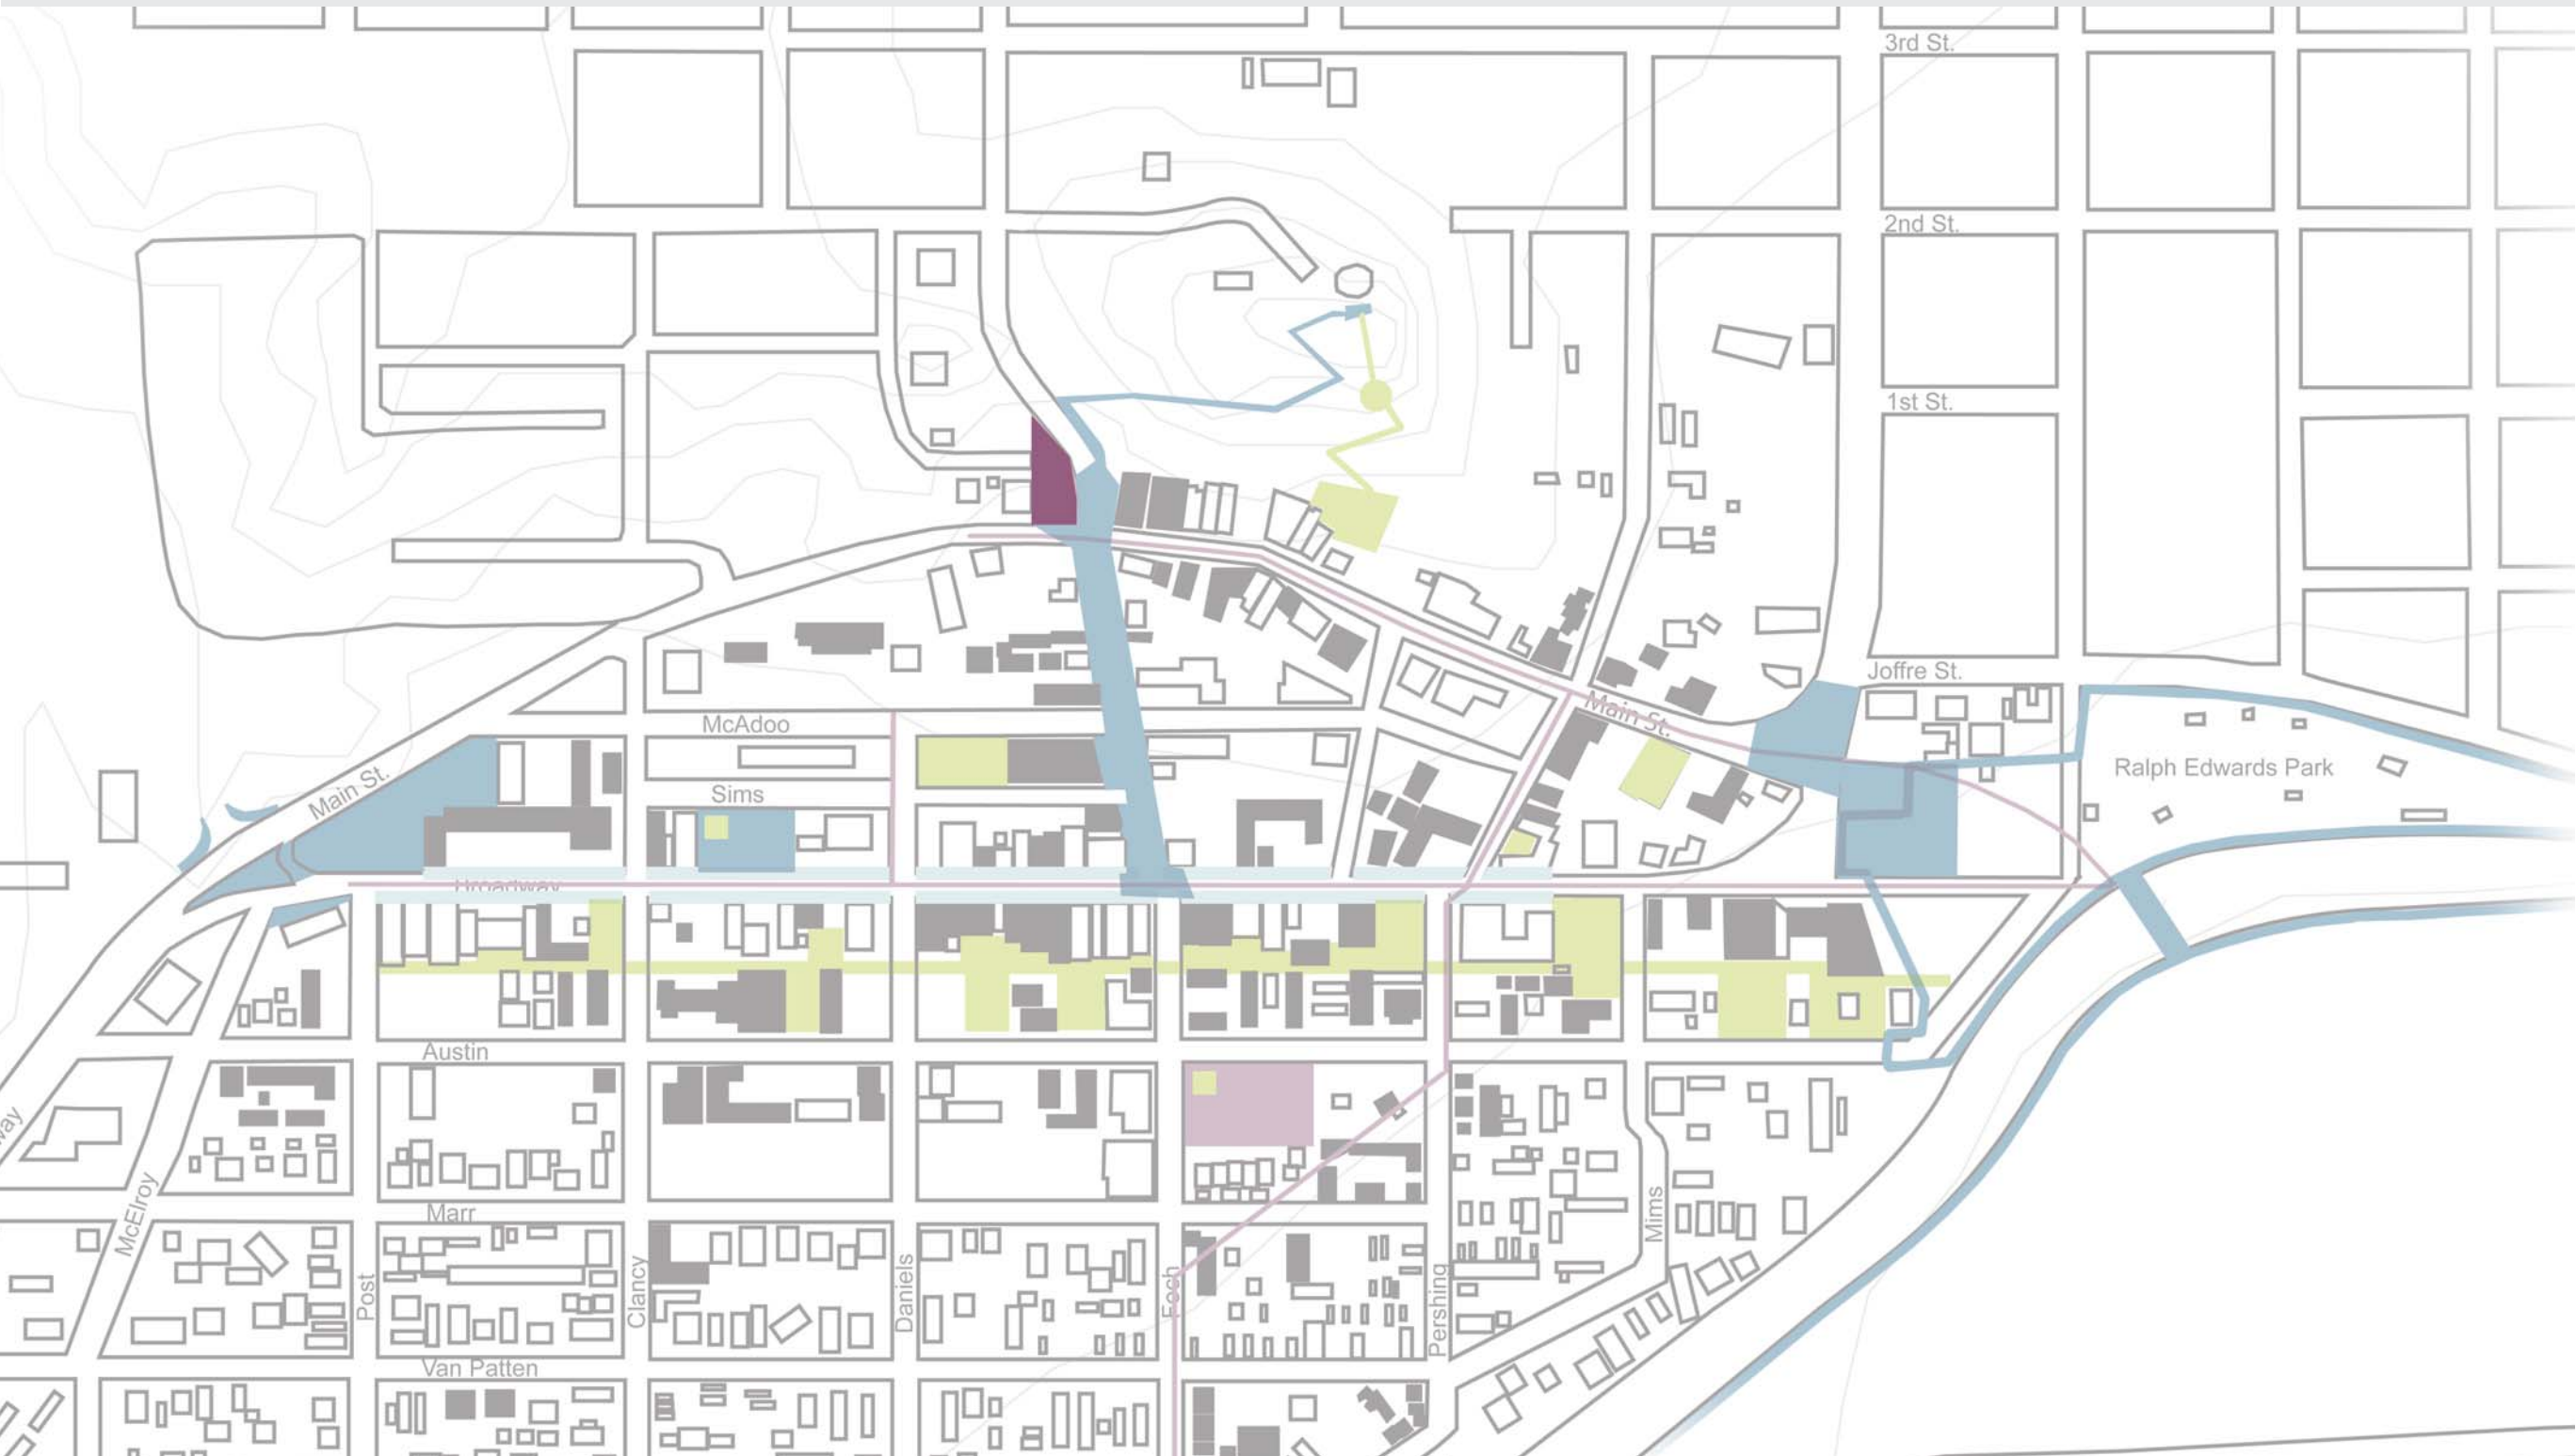 3rd St.
2nd St.
1st St.
Joffre St.
Main St.
McAdoo
Ralph Edwards Park
Main St.
Sims
Broadway
Austin
McElroy
Marr
Mims
Post
Clancy
Daniels
Foch
Pershing
Van Patten